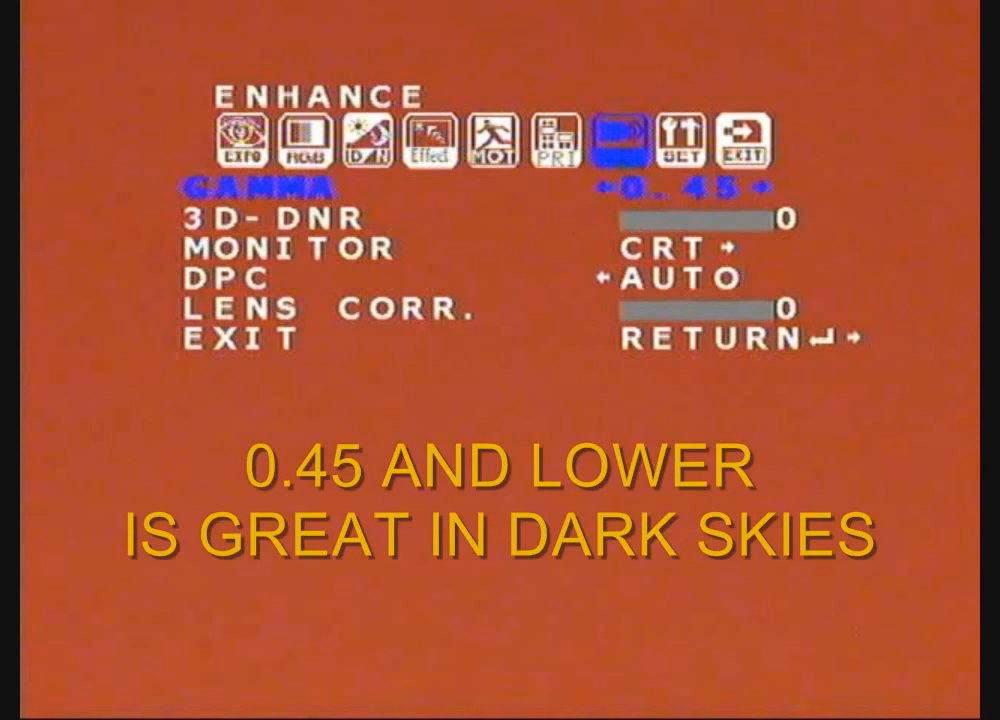 ENHANCE
EXPO Effect MOT PRI SET EXIT
GAMMA 0.45
3D-DNR 0
MONITOR CRT
DPC AUTO
LENS CORR. 0
EXIT RETURN
0.45 AND LOWER
IS GREAT IN DARK SKIES